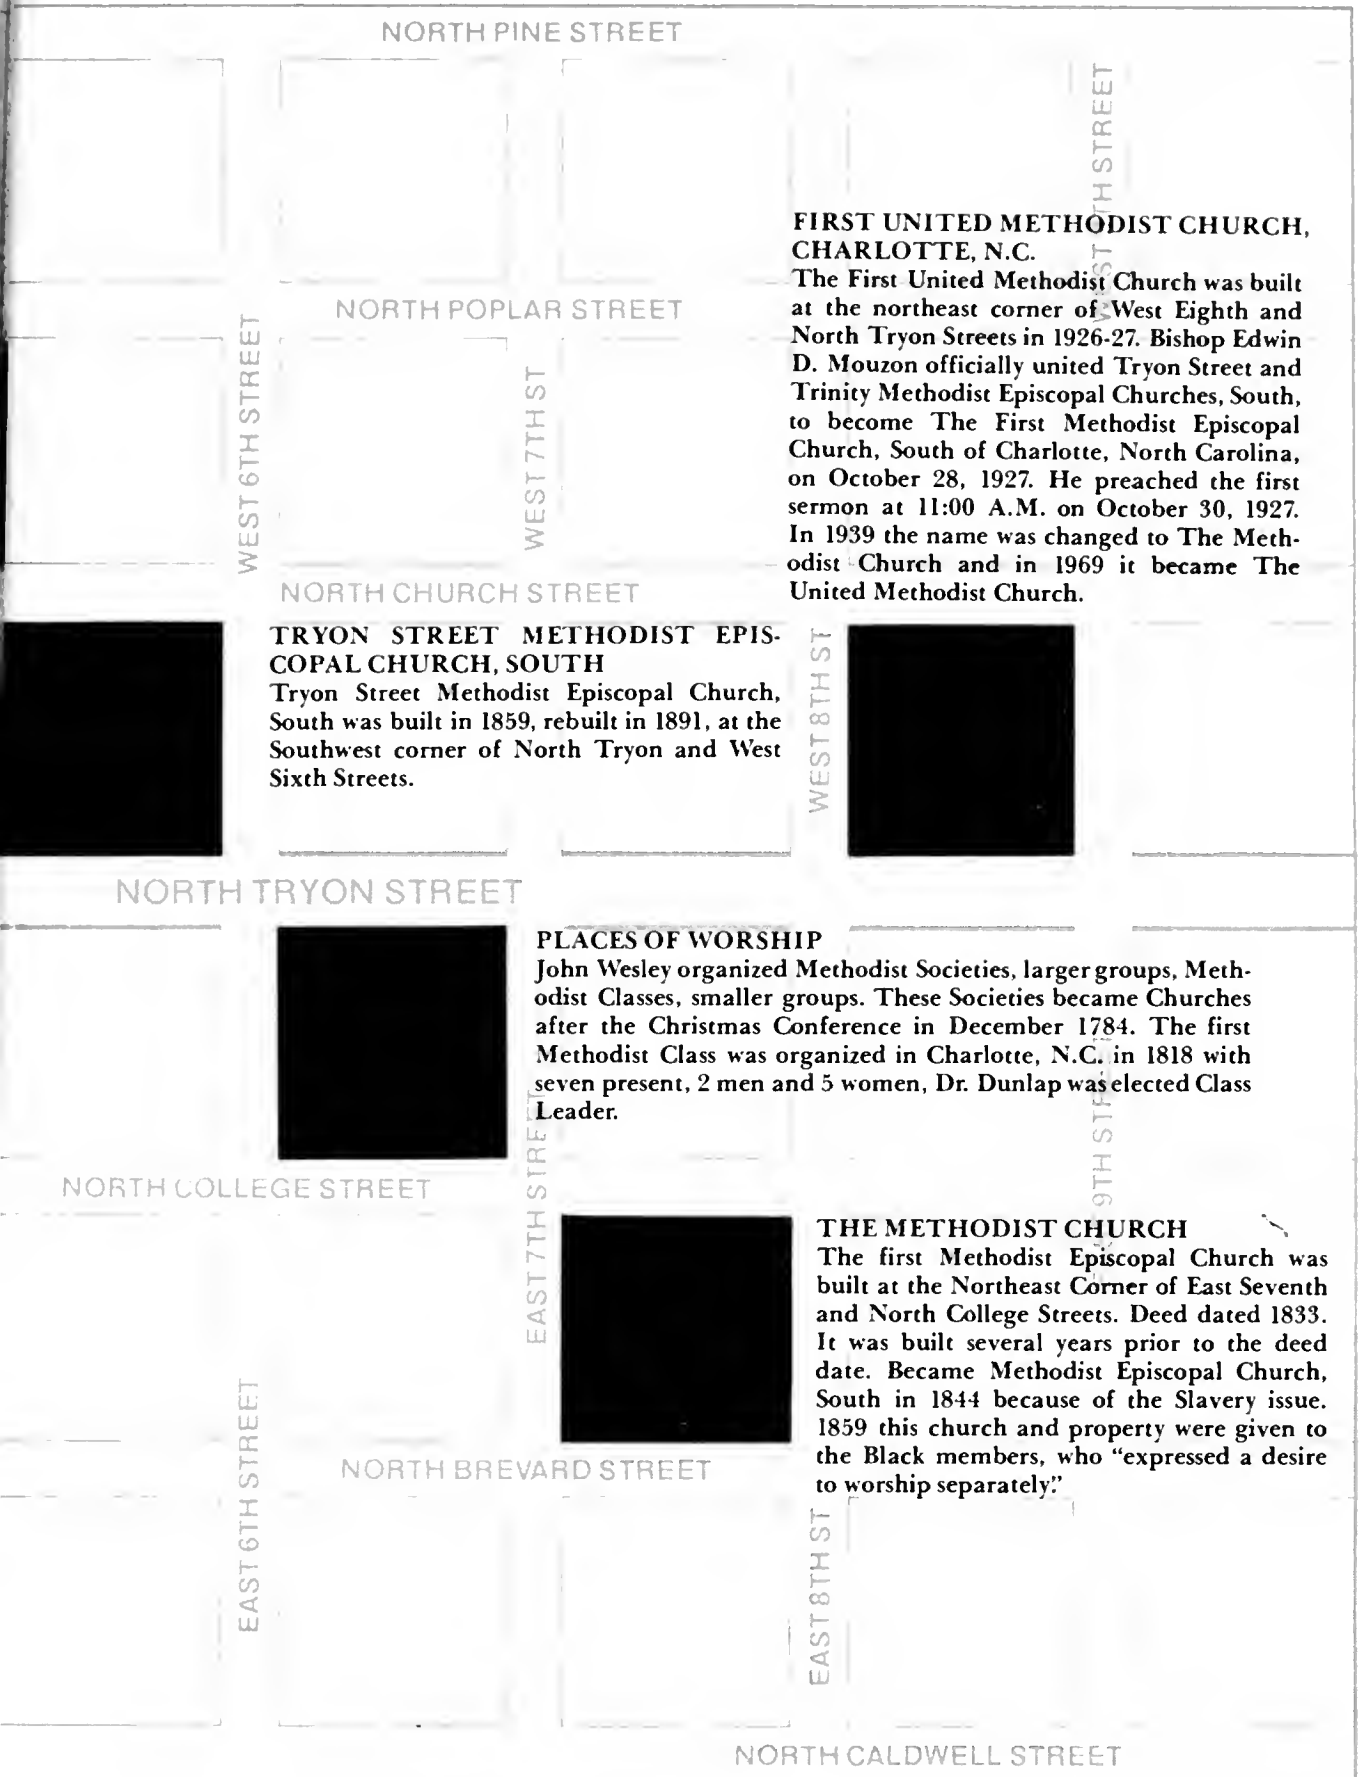 NORTH PINE STREET
FIRST UNITED METHODIST CHURCH,
CHARLOTTE, N.C.
The First United Methodist Church was built
at the northeast corner of West Eighth and
North Tryon Streets in 1926-27. Bishop Edwin
D. Mouzon officially united Tryon Street and
Trinity Methodist Episcopal Churches, South,
to become The First Methodist Episcopal
Church, South of Charlotte, North Carolina,
on October 28, 1927. He preached the first
sermon at 11:00 A.M. on October 30, 1927.
In 1939 the name was changed to The Meth-
odist Church and in 1969 it became The
United Methodist Church.
NORTH POPLAR STREET
WEST 6TH STREET
WEST 7TH ST
NORTH CHURCH STREET
TRYON STREET METHODIST EPIS-
COPAL CHURCH, SOUTH
Tryon Street Methodist Episcopal Church,
South was built in 1859, rebuilt in 1891, at the
Southwest corner of North Tryon and West
Sixth Streets.
WEST 8TH ST
NORTH TRYON STREET
PLACES OF WORSHIP
John Wesley organized Methodist Societies, larger groups, Meth-
odist Classes, smaller groups. These Societies became Churches
after the Christmas Conference in December 1784. The first
Methodist Class was organized in Charlotte, N.C. in 1818 with
seven present, 2 men and 5 women, Dr. Dunlap was elected Class
Leader.
NORTH COLLEGE STREET
EAST 7TH STREET
THE METHODIST CHURCH
The first Methodist Episcopal Church was
built at the Northeast Corner of East Seventh
and North College Streets. Deed dated 1833.
It was built several years prior to the deed
date. Became Methodist Episcopal Church,
South in 1844 because of the Slavery issue.
1859 this church and property were given to
the Black members, who “expressed a desire
to worship separately.”
NORTH BREVARD STREET
EAST 6TH STREET
EAST 8TH ST
NORTH CALDWELL STREET